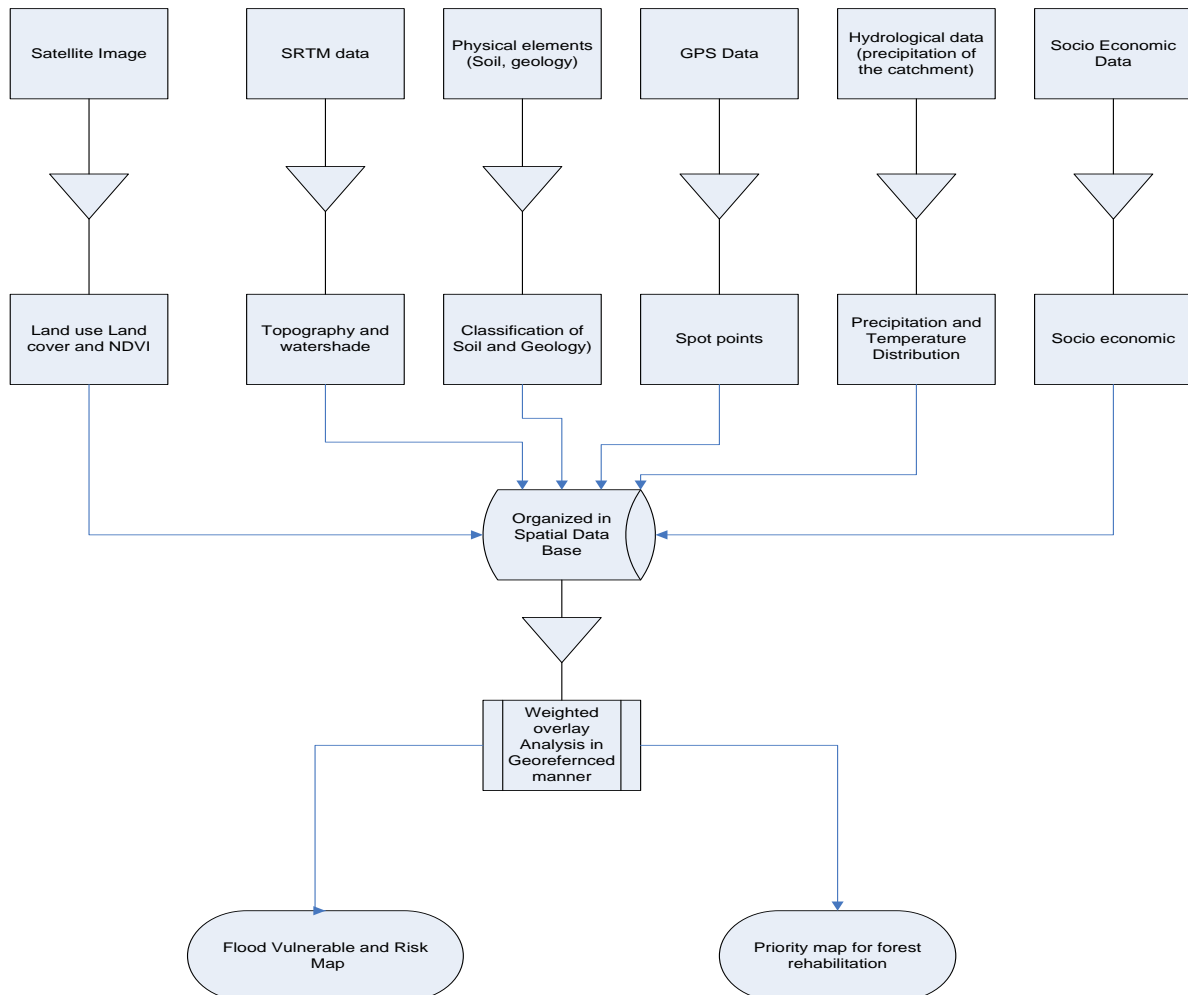 Satellite Image
SRTM data
Physical elements
(Soil, geology)
GPS Data
Hydrological data
(precipitation of
the catchment)
Socio Economic
Data
Land use Land
cover and NDVI
Topography and
watershade
Classification of
Soil and Geology)
Spot points
Precipitation and
Temperature
Distribution
Socio economic
Organized in
Spatial Data
Base
Weighted
overlay
Analysis in
Georefernced
manner
Flood Vulnerable and Risk
Map
Priority map for forest
rehabilitation